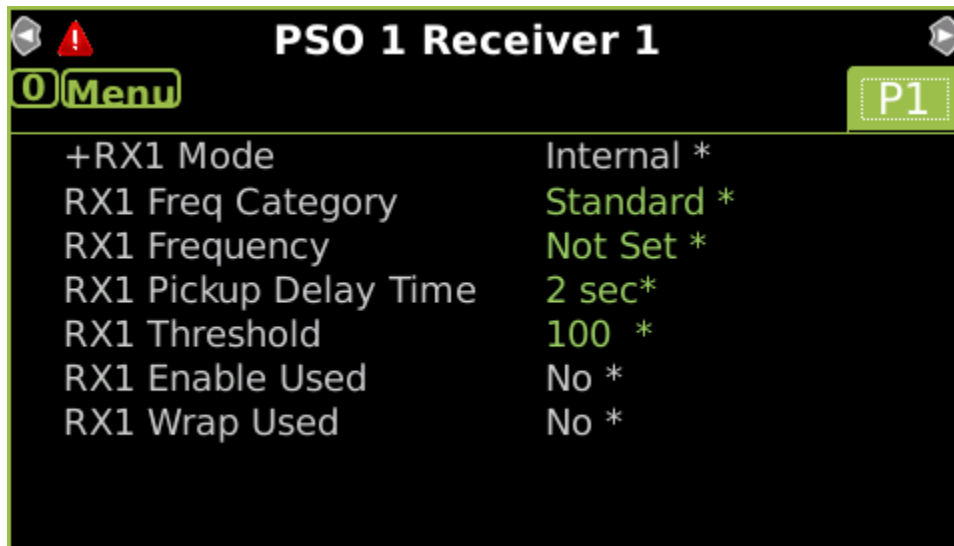 PSO 1 Receiver 1
0 Menu P1
+RX1 Mode Internal *
RX1 Freq Category Standard *
RX1 Frequency Not Set *
RX1 Pickup Delay Time 2 sec*
RX1 Threshold 100 *
RX1 Enable Used No *
RX1 Wrap Used No *